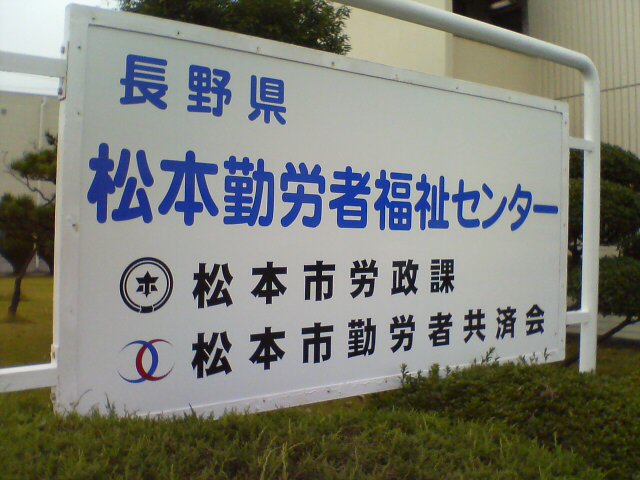 長野県
松本勤労者福祉センター
松本市労政課
松本市勤労者共済会